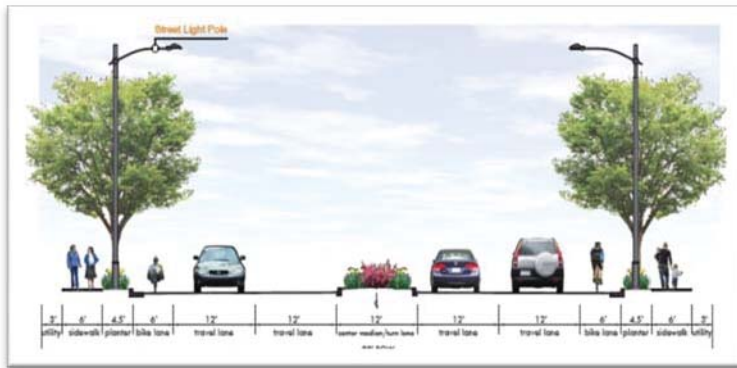 Street Light Pole
3' 6' 4.5' 6' 12' 12' 12' 12' 12' 6' 4.5' 6' 3'
utility sidewalk planter bike lane travel lane travel lane center median/turn lane travel lane travel lane bike lane planter sidewalk utility